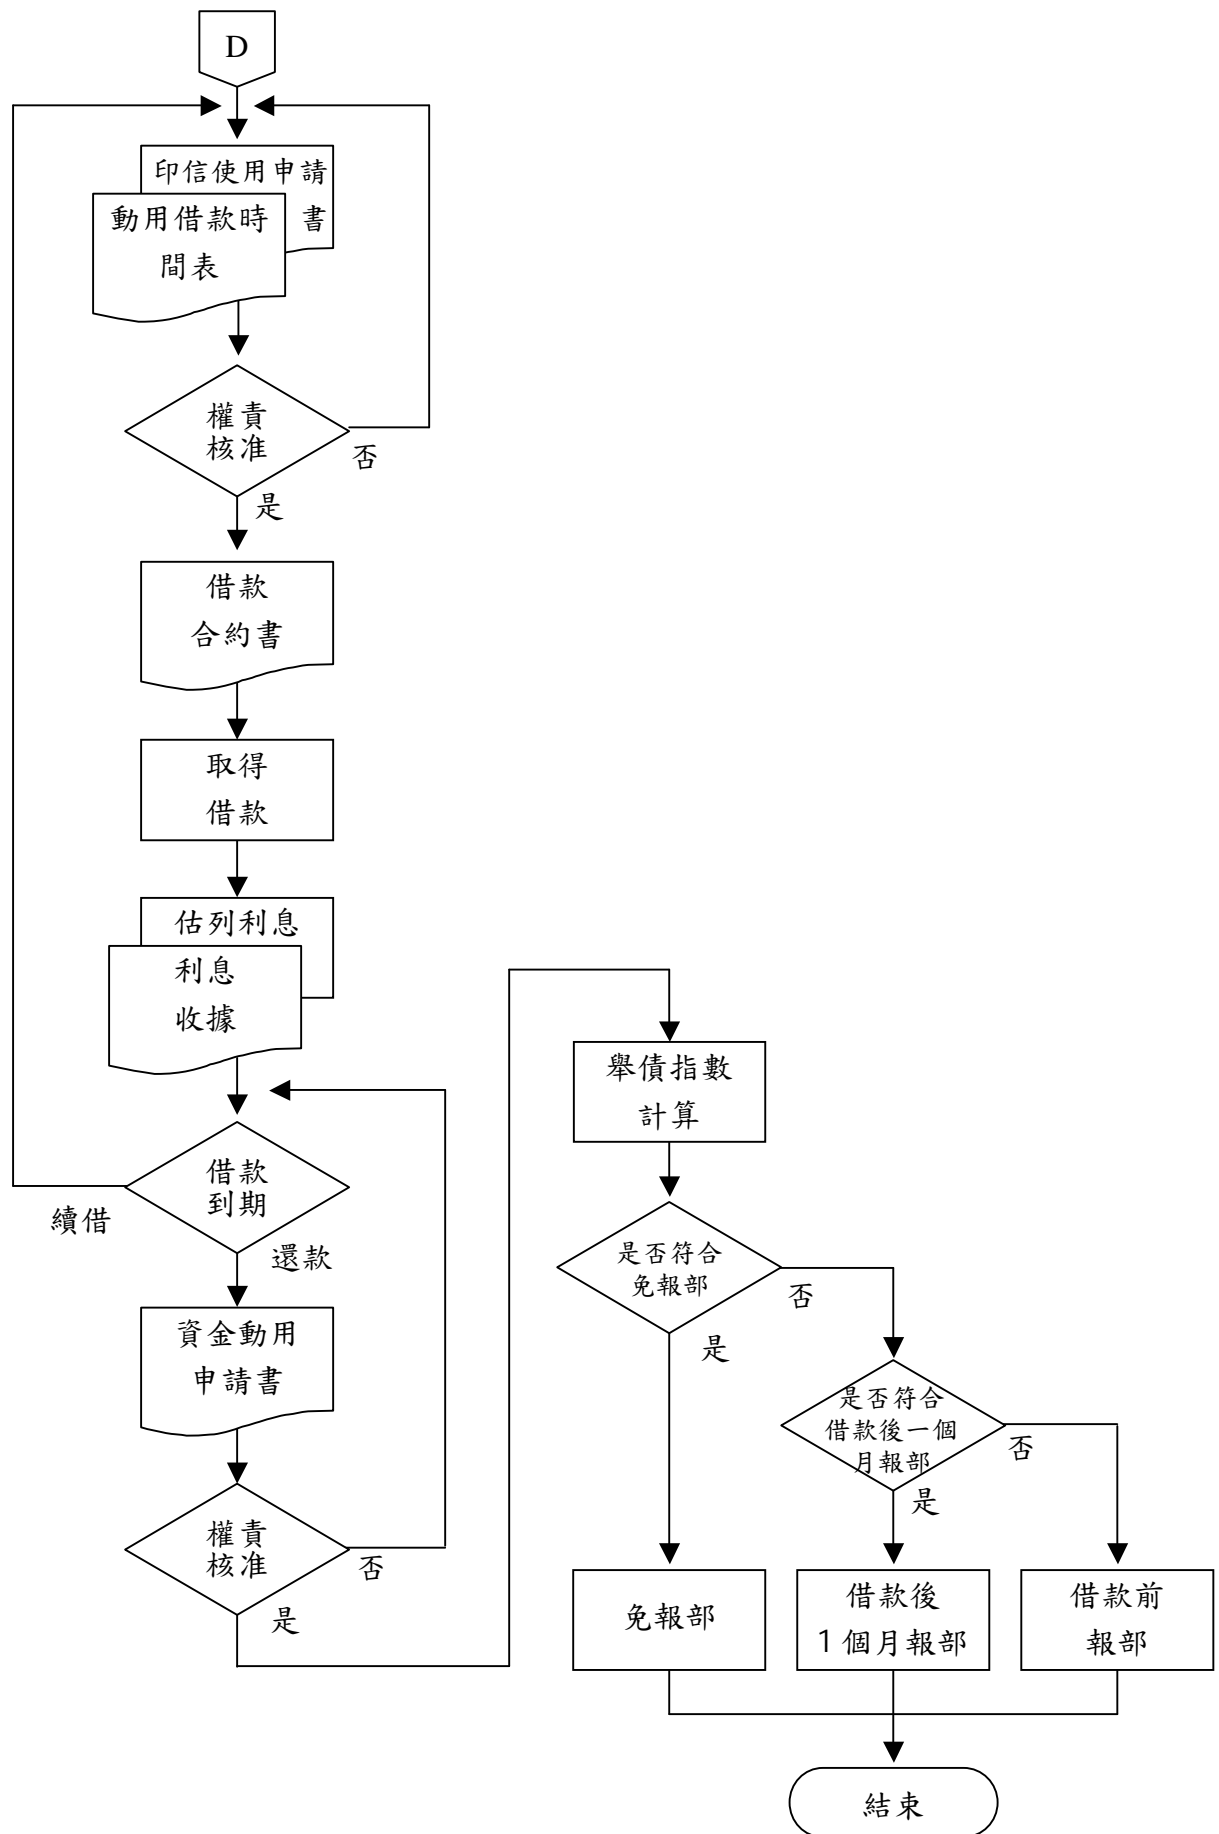 D
印信使用申請
書
動用借款時
間表
權責
核准
否
是
借款
合約書
取得
借款
估列利息
利息
收據
借款
到期
續借
還款
資金動用
申請書
權責
核准
否
是
舉債指數
計算
是否符合
免報部
否
是
是否符合
借款後一個
月報部
否
是
免報部
借款後
1個月報部
借款前
報部
結束